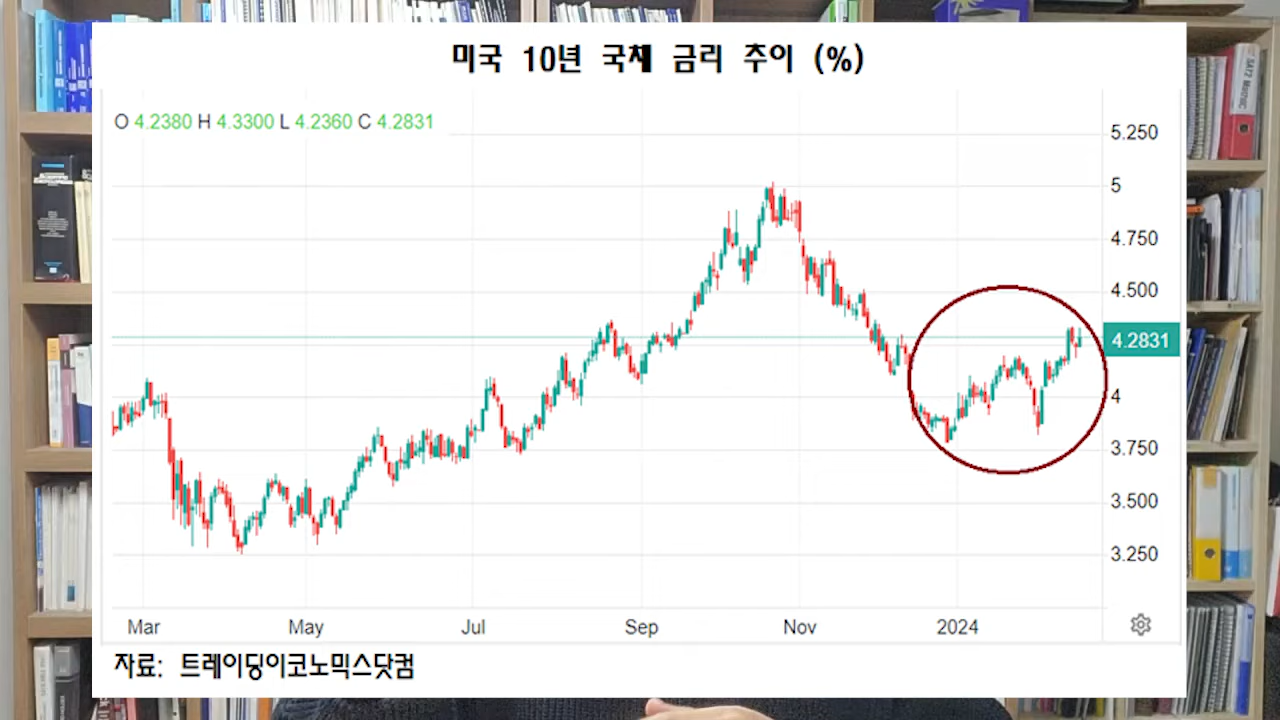 미국 10년 국채 금리 추이 (%)
O 4.2380 H 4.3300 L 4.2360 C 4.2831
5.250
5
4.750
4.500
4.2831
4
3.750
3.500
3.250
Mar May Jul Sep Nov 2024
자료: 트레이딩이코노믹스닷컴